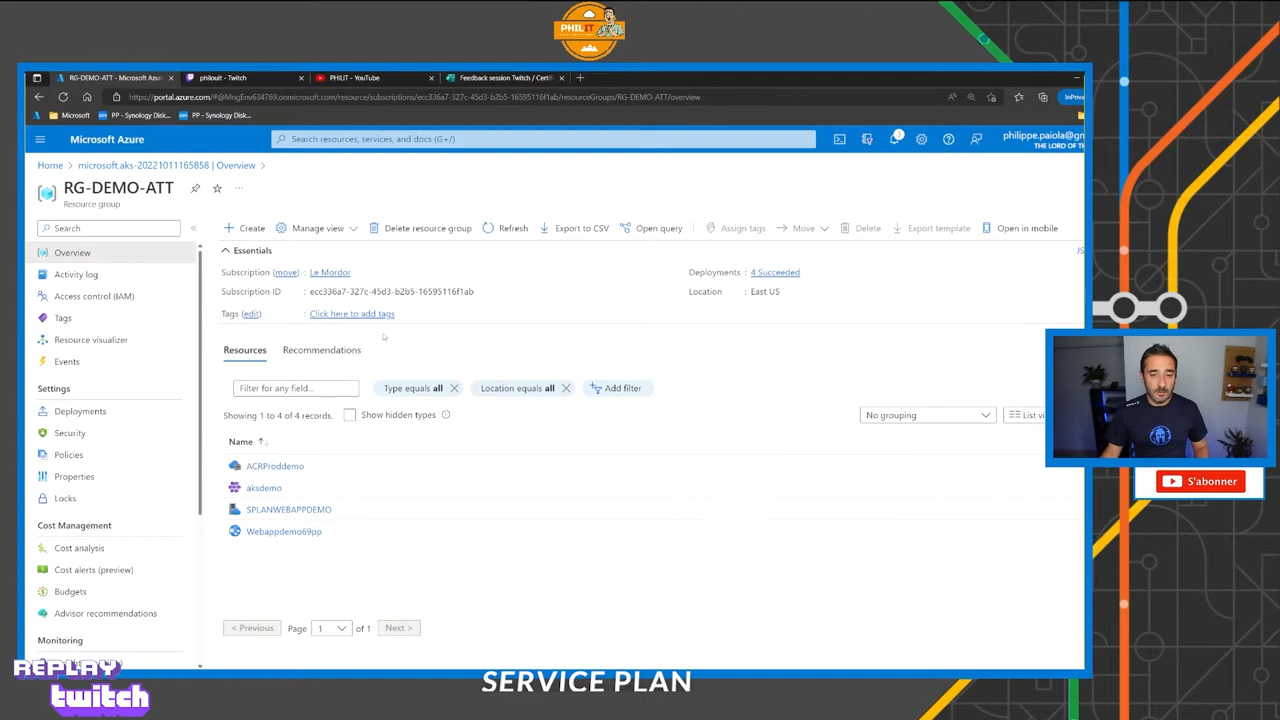 PHILIT
RG-DEMO-ATT - Microsoft Azu
philouit - Twitch
PHILIT - YouTube
Feedback session Twitch / Certi
https://portal.azure.com/#@MngEnv634769.onmicrosoft.com/resource/subscriptions/ecc336a7-327c-45d3-b2b5-16595116f1ab/resourceGroups/RG-DEMO-ATT/overview
InPriva
Microsoft
PP - Synology Disk...
PP - Synology Disk...
Microsoft Azure
Search resources, services, and docs (G+/)
philippe.paiola@gm
THE LORD OF TH
Home > microsoft.aks-20221011165858 | Overview >
RG-DEMO-ATT
Resource group
Search
Create
Manage view
Delete resource group
Refresh
Export to CSV
Open query
Assign tags
Move
Delete
Export template
Open in mobile
Overview
Activity log
Access control (IAM)
Tags
Resource visualizer
Events
Settings
Deployments
Security
Policies
Properties
Locks
Cost Management
Cost analysis
Cost alerts (preview)
Budgets
Advisor recommendations
Monitoring
Essentials
JS
Subscription (move) : Le Mordor
Deployments : 4 Succeeded
Subscription ID : ecc336a7-327c-45d3-b2b5-16595116f1ab
Location : East US
Tags (edit) : Click here to add tags
Resources
Recommendations
Filter for any field...
Type equals all
Location equals all
Add filter
Showing 1 to 4 of 4 records.
Show hidden types
No grouping
List vi
Name
ACRProddemo
aksdemo
SPLANWEBAPPDEMO
Webappdemo69pp
< Previous
Page
1
of 1
Next >
S'abonner
REPLAY
twitch
SERVICE PLAN